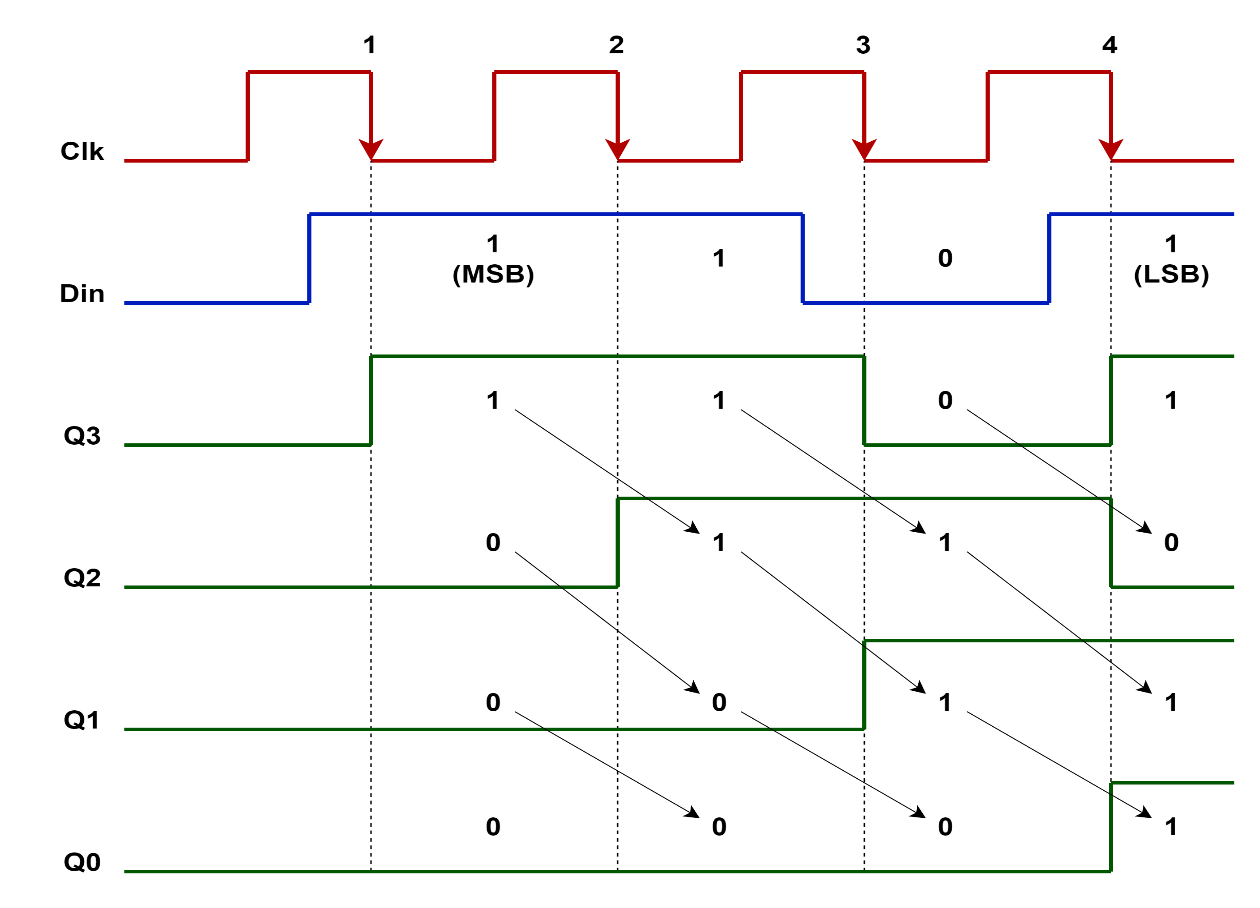 1 2 3 4
Clk
1 1 0 1
(MSB) (LSB)
Din
1 1 0 1
Q3
0 1 1 0
Q2
0 0 1 1
Q1
0 0 0 1
Q0